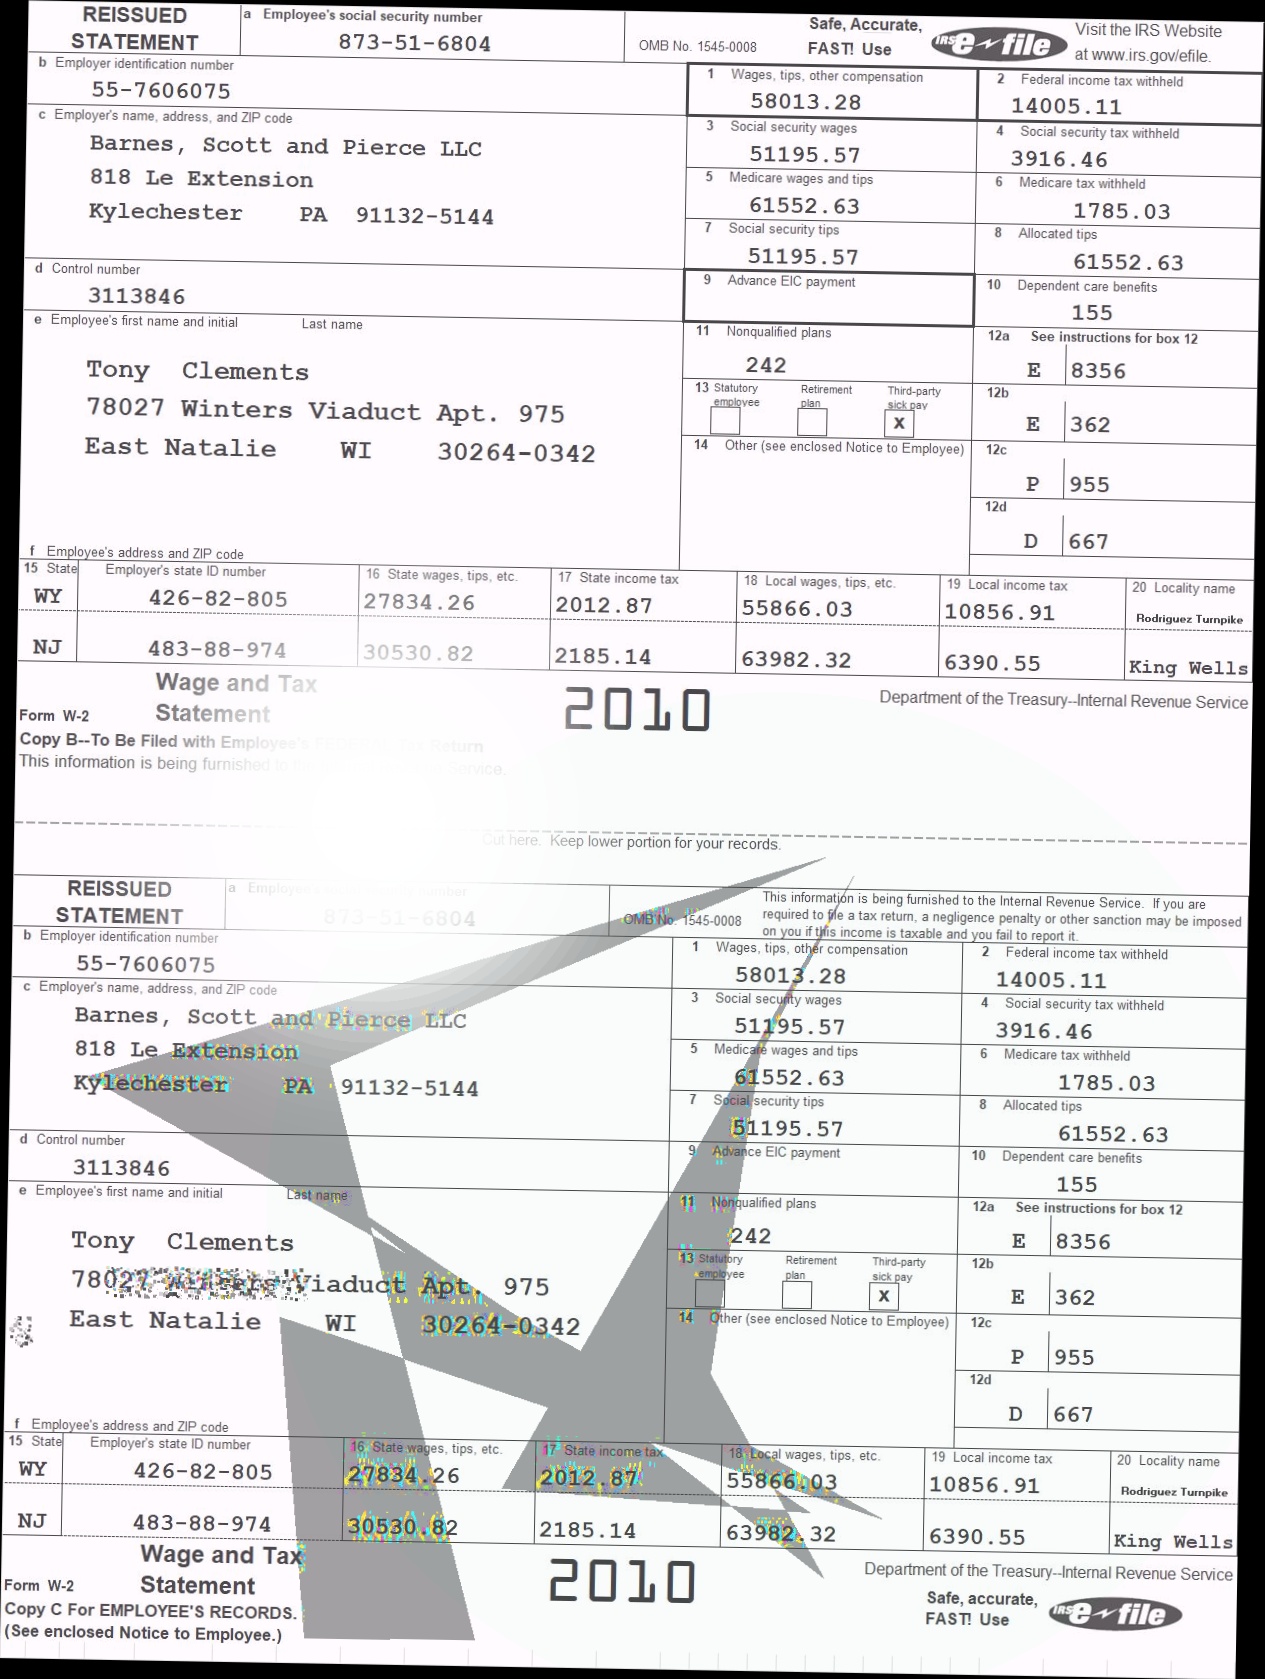 REISSUED STATEMENT
a Employee's social security number
873-51-6804
OMB No. 1545-0008
Safe, Accurate, FAST! Use
IRS e-file
Visit the IRS Website at www.irs.gov/efile.
b Employer identification number
55-7606075
1 Wages, tips, other compensation
58013.28
2 Federal income tax withheld
14005.11
c Employer's name, address, and ZIP code
Barnes, Scott and Pierce LLC
818 Le Extension
Kylechester PA 91132-5144
3 Social security wages
51195.57
4 Social security tax withheld
3916.46
5 Medicare wages and tips
61552.63
6 Medicare tax withheld
1785.03
7 Social security tips
51195.57
8 Allocated tips
61552.63
d Control number
3113846
9 Advance EIC payment
10 Dependent care benefits
155
e Employee's first name and initial Last name
Tony Clements
78027 Winters Viaduct Apt. 975
East Natalie WI 30264-0342
11 Nonqualified plans
242
12a See instructions for box 12
E 8356
13 Statutory employee Retirement plan Third-party sick pay
X
12b
E 362
14 Other (see enclosed Notice to Employee)
12c
P 955
12d
D 667
f Employee's address and ZIP code
15 State Employer's state ID number 16 State wages, tips, etc. 17 State income tax 18 Local wages, tips, etc. 19 Local income tax 20 Locality name
WY 426-82-805 27834.26 2012.87 55866.03 10856.91 Rodriguez Turnpike
NJ 483-88-974 30530.82 2185.14 63982.32 6390.55 King Wells
Form W-2 Wage and Tax Statement
2010
Department of the Treasury--Internal Revenue Service
Copy B--To Be Filed with Employee's FEDERAL Tax Return
This information is being furnished to the Service.
Cut here. Keep lower portion for your records.
REISSUED STATEMENT
a Employee's social security number
873-51-6804
OMB No. 1545-0008
This information is being furnished to the Internal Revenue Service. If you are
required to file a tax return, a negligence penalty or other sanction may be imposed
on you if this income is taxable and you fail to report it.
b Employer identification number
55-7606075
1 Wages, tips, other compensation
58013.28
2 Federal income tax withheld
14005.11
c Employer's name, address, and ZIP code
Barnes, Scott and Pierce LLC
818 Le Extension
Kylechester PA 91132-5144
3 Social security wages
51195.57
4 Social security tax withheld
3916.46
5 Medicare wages and tips
61552.63
6 Medicare tax withheld
1785.03
7 Social security tips
51195.57
8 Allocated tips
61552.63
d Control number
3113846
9 Advance EIC payment
10 Dependent care benefits
155
e Employee's first name and initial Last name
Tony Clements
78027 Winters Viaduct Apt. 975
East Natalie WI 30264-0342
11 Nonqualified plans
242
12a See instructions for box 12
E 8356
13 Statutory employee Retirement plan Third-party sick pay
X
12b
E 362
14 Other (see enclosed Notice to Employee)
12c
P 955
12d
D 667
f Employee's address and ZIP code
15 State Employer's state ID number 16 State wages, tips, etc. 17 State income tax 18 Local wages, tips, etc. 19 Local income tax 20 Locality name
WY 426-82-805 27834.26 2012.87 55866.03 10856.91 Rodriguez Turnpike
NJ 483-88-974 30530.82 2185.14 63982.32 6390.55 King Wells
Form W-2 Wage and Tax Statement
2010
Department of the Treasury--Internal Revenue Service
Copy C For EMPLOYEE'S RECORDS.
(See enclosed Notice to Employee.)
Safe, accurate, FAST! Use
IRS e-file